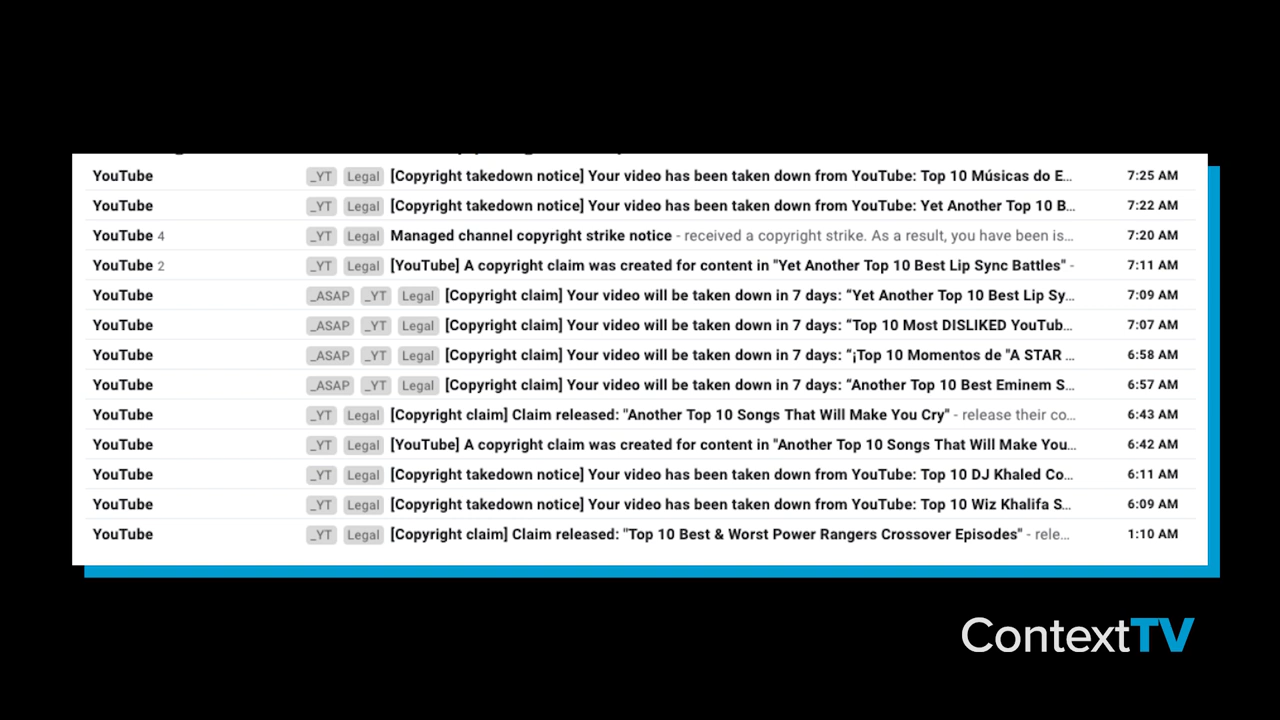 YouTube _YT Legal [Copyright takedown notice] Your video has been taken down from YouTube: Top 10 Músicas do E... 7:25 AM
YouTube _YT Legal [Copyright takedown notice] Your video has been taken down from YouTube: Yet Another Top 10 B... 7:22 AM
YouTube 4 _YT Legal Managed channel copyright strike notice - received a copyright strike. As a result, you have been is... 7:20 AM
YouTube 2 _YT Legal [YouTube] A copyright claim was created for content in "Yet Another Top 10 Best Lip Sync Battles" - 7:11 AM
YouTube _ASAP _YT Legal [Copyright claim] Your video will be taken down in 7 days: “Yet Another Top 10 Best Lip Sy... 7:09 AM
YouTube _ASAP _YT Legal [Copyright claim] Your video will be taken down in 7 days: “Top 10 Most DISLIKED YouTub... 7:07 AM
YouTube _ASAP _YT Legal [Copyright claim] Your video will be taken down in 7 days: “¡Top 10 Momentos de "A STAR ... 6:58 AM
YouTube _ASAP _YT Legal [Copyright claim] Your video will be taken down in 7 days: “Another Top 10 Best Eminem S... 6:57 AM
YouTube _YT Legal [Copyright claim] Claim released: "Another Top 10 Songs That Will Make You Cry" - release their co... 6:43 AM
YouTube _YT Legal [YouTube] A copyright claim was created for content in "Another Top 10 Songs That Will Make You... 6:42 AM
YouTube _YT Legal [Copyright takedown notice] Your video has been taken down from YouTube: Top 10 DJ Khaled Co... 6:11 AM
YouTube _YT Legal [Copyright takedown notice] Your video has been taken down from YouTube: Top 10 Wiz Khalifa S... 6:09 AM
YouTube _YT Legal [Copyright claim] Claim released: "Top 10 Best & Worst Power Rangers Crossover Episodes" - rele... 1:10 AM
ContextTV